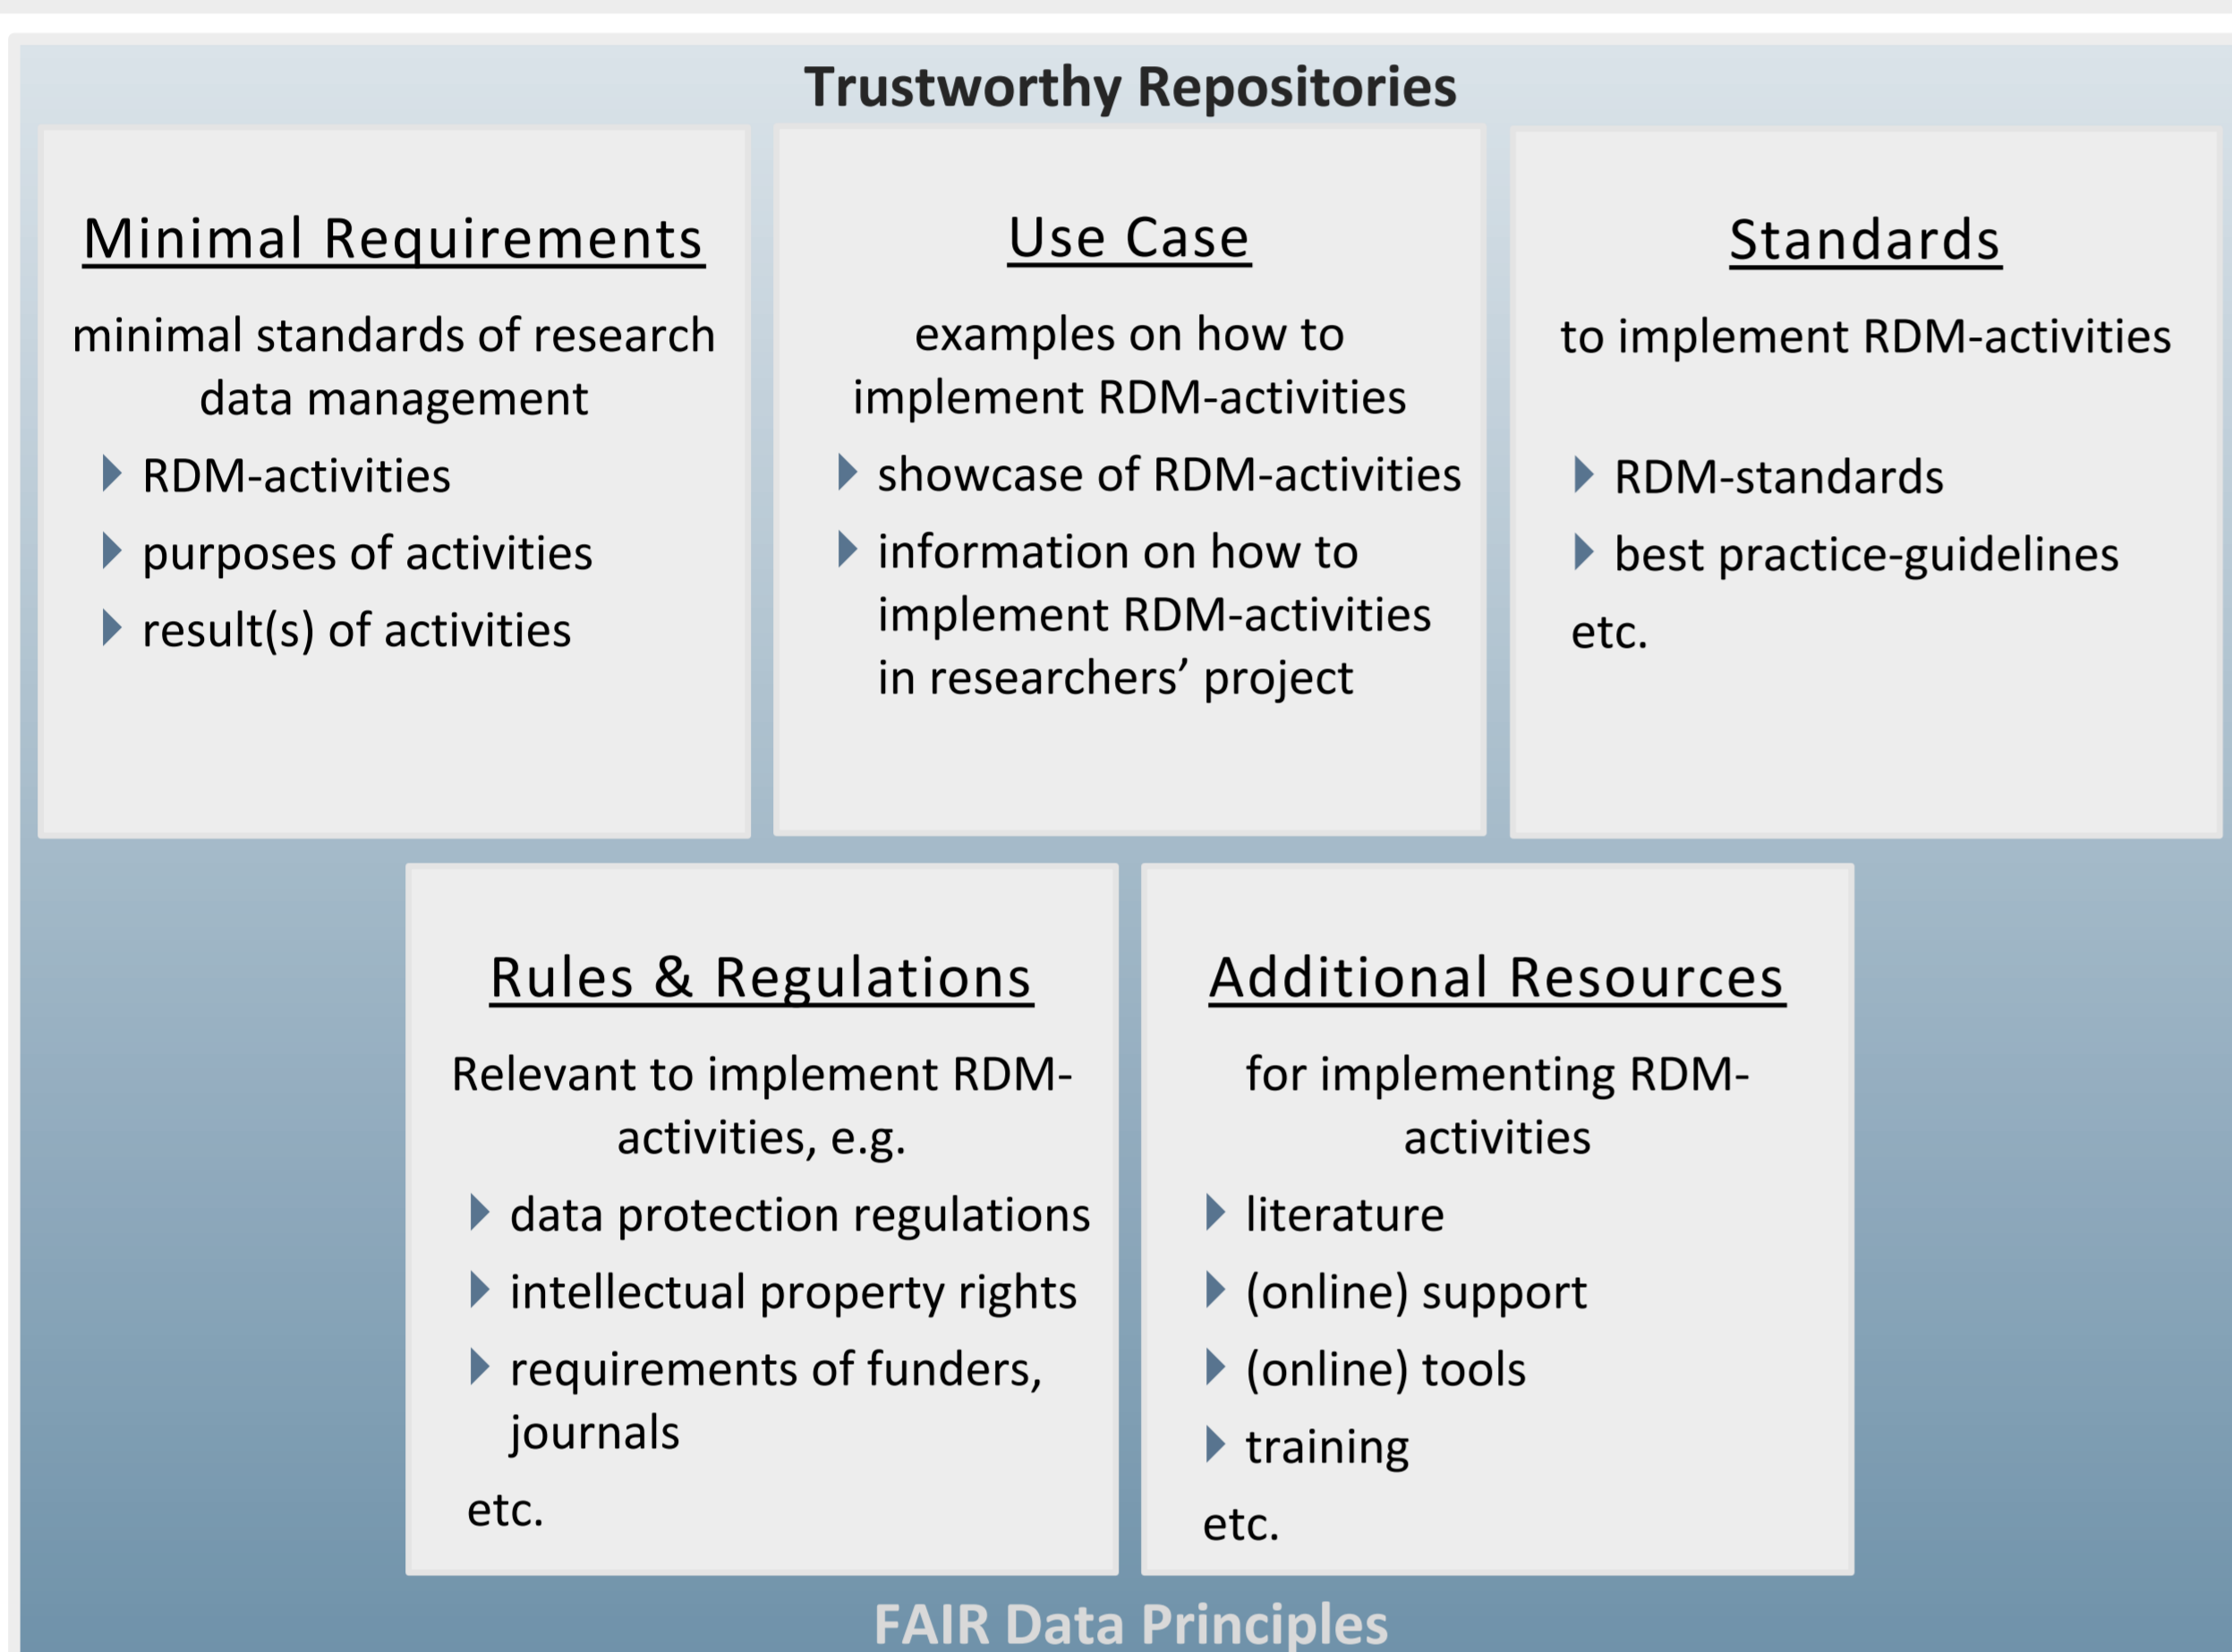 Trustworthy Repositories
Minimal Requirements
minimal standards of research
data management
RDM-activities
purposes of activities
result(s) of activities
Use Case
examples on how to
implement RDM-activities
showcase of RDM-activities
information on how to
implement RDM-activities
in researchers’ project
Standards
to implement RDM-activities
RDM-standards
best practice-guidelines
etc.
Rules & Regulations
Relevant to implement RDM-
activities, e.g.
data protection regulations
intellectual property rights
requirements of funders,
journals
etc.
Additional Resources
for implementing RDM-
activities
literature
(online) support
(online) tools
training
etc.
FAIR Data Principles